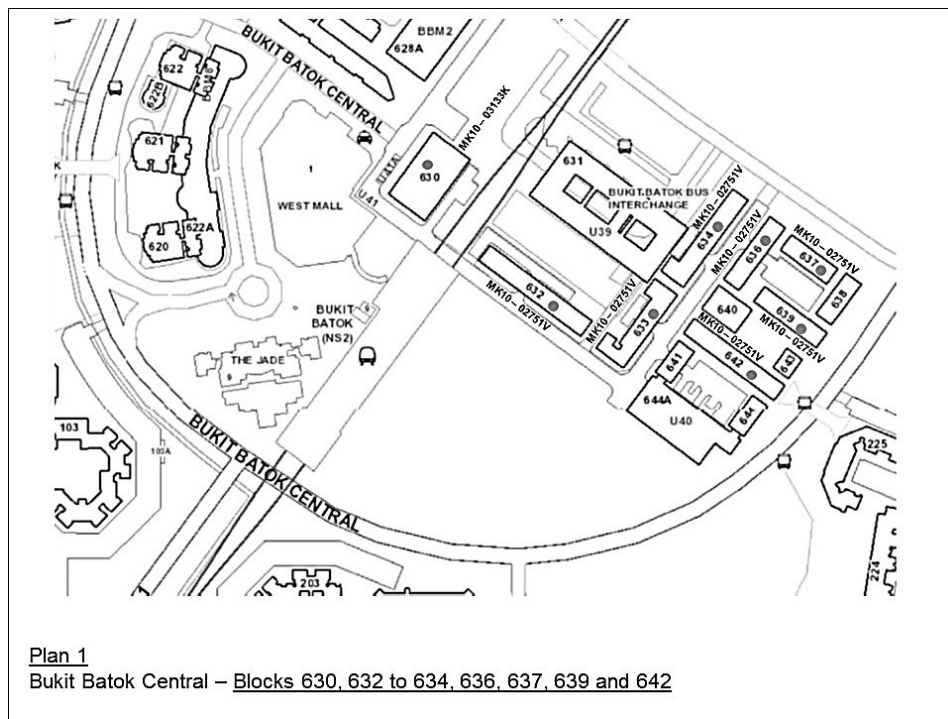 BUKIT BATOK CENTRAL
BBM2
628A
622
622B
621
620
622A
1
WEST MALL
U41A
U41
630
MK10 – 03133K
631
BUKIT BATOK BUS
INTERCHANGE
U39
MK10 – 02751V
634
MK10 – 02751V
636
MK10 – 02751V
637
638
639
MK10 – 02751V
640
632
MK10 – 02751V
MK10 – 02751V
633
MK10 – 02751V
642
643
641
644A
U40
644
BUKIT
BATOK
(NS2)
THE JADE
9
BUKIT BATOK CENTRAL
103
103A
203
225
224
Plan 1
Bukit Batok Central – Blocks 630, 632 to 634, 636, 637, 639 and 642